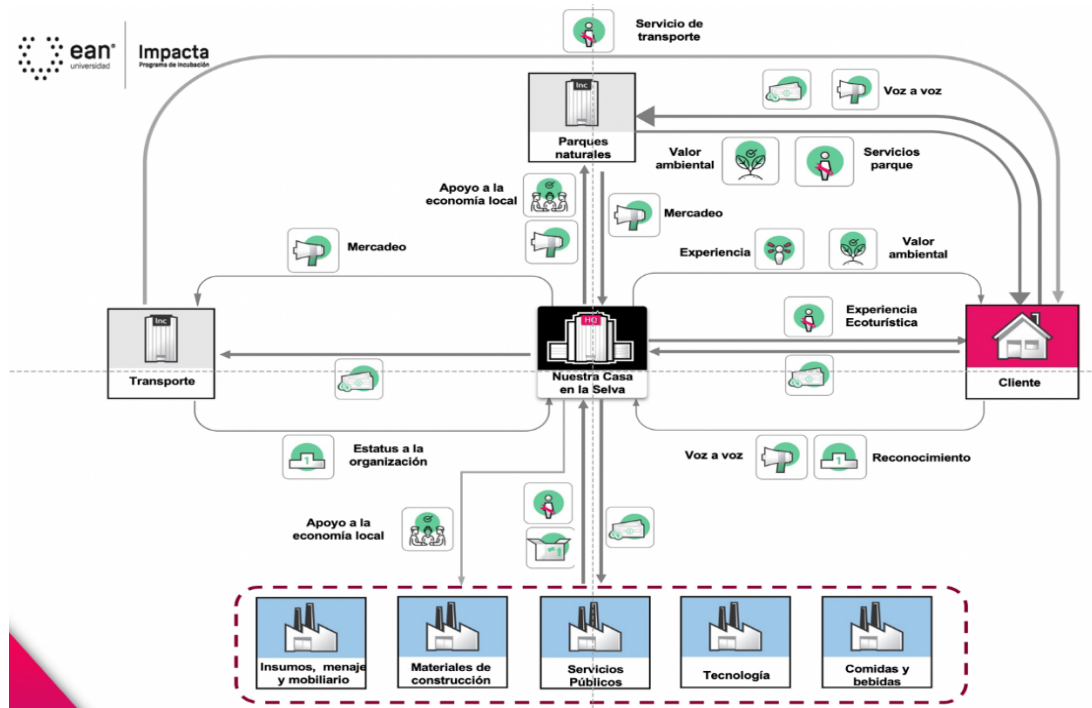 ean®
universidad
Impacta
Programa de Incubación
Servicio de
transporte
Inc
Parques
naturales
Voz a voz
Valor
ambiental
Servicios
parque
Apoyo a la
economía local
Mercadeo
Mercadeo
Experiencia
Valor
ambiental
Inc
Transporte
HQ
Nuestra Casa
en la Selva
Experiencia
Ecoturística
Cliente
1
Estatus a la
organización
Voz a voz
1
Reconocimiento
Apoyo a la
economía local
Insumos, menaje
y mobiliario
Materiales de
construcción
Servicios
Públicos
Tecnología
Comidas y
bebidas